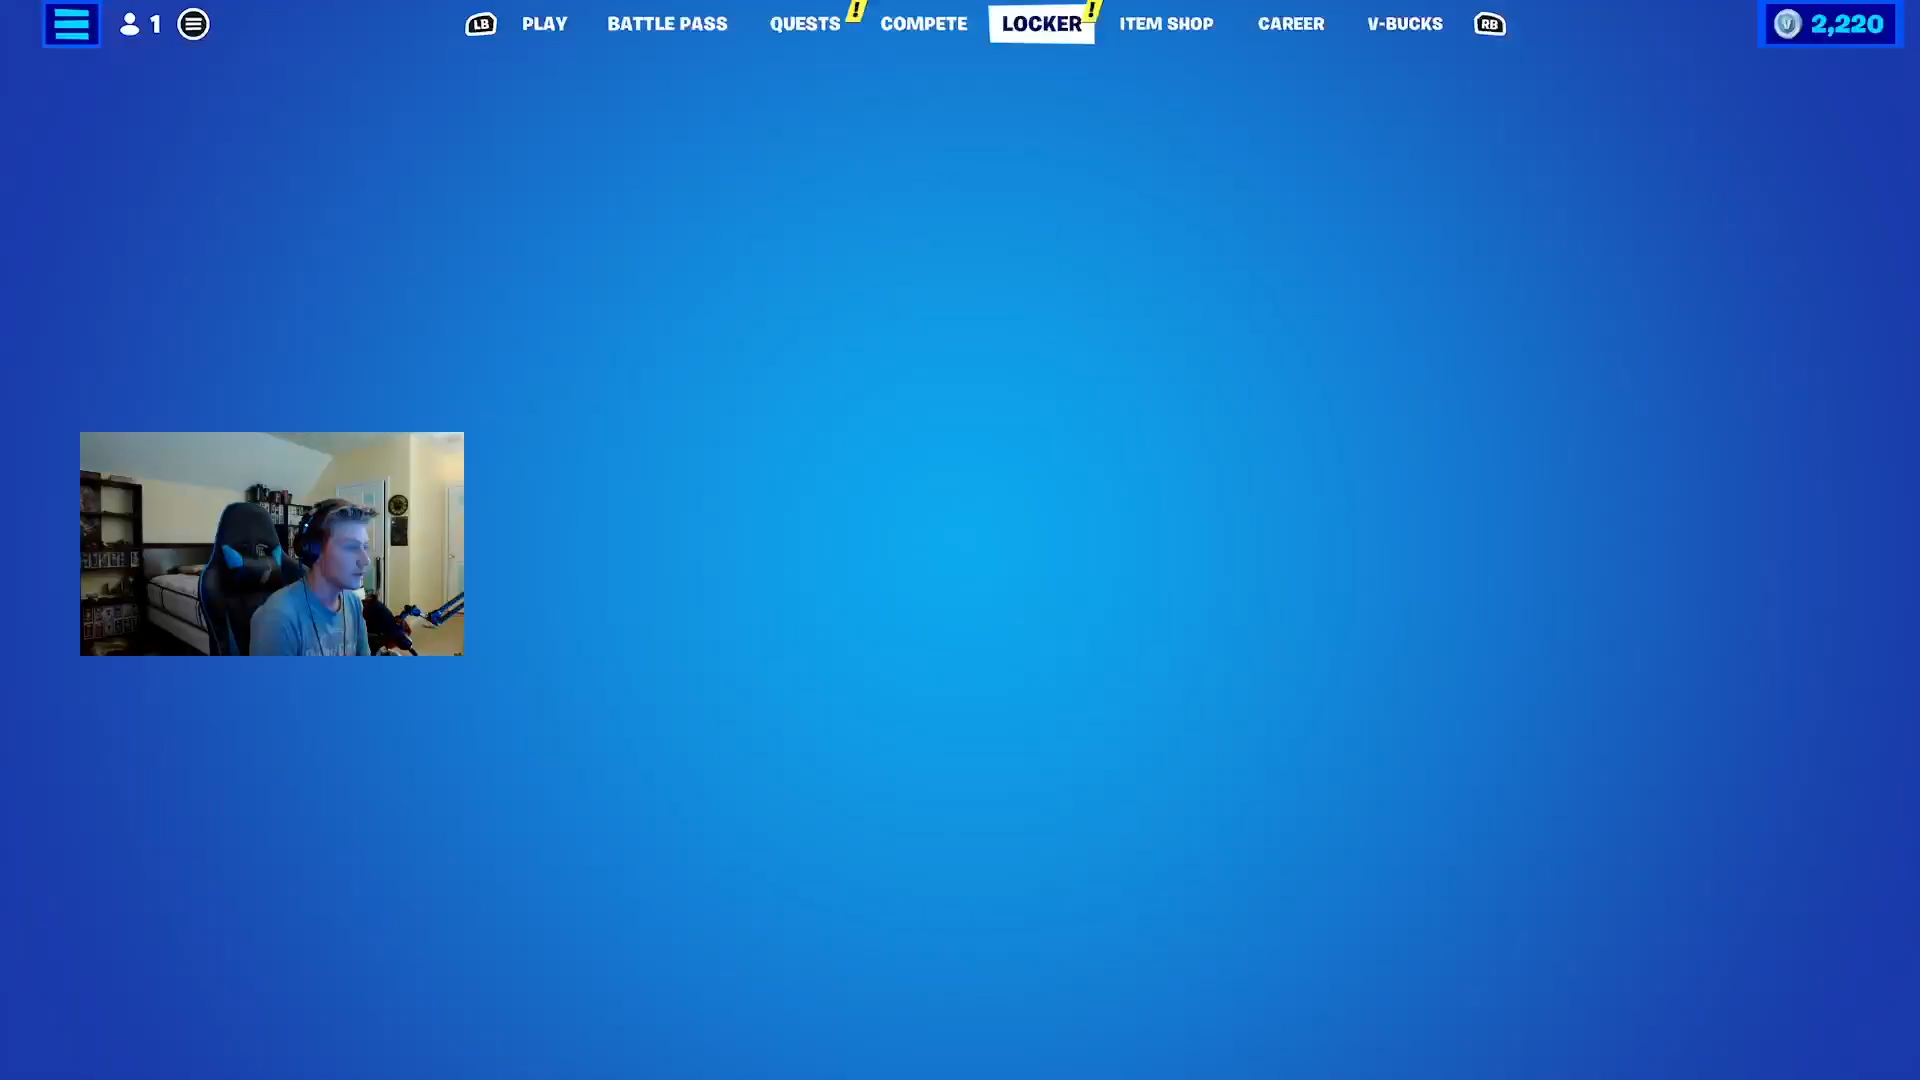 1 LB PLAY BATTLE PASS QUESTS ! COMPETE LOCKER ! ITEM SHOP CAREER V-BUCKS RB V 2,220